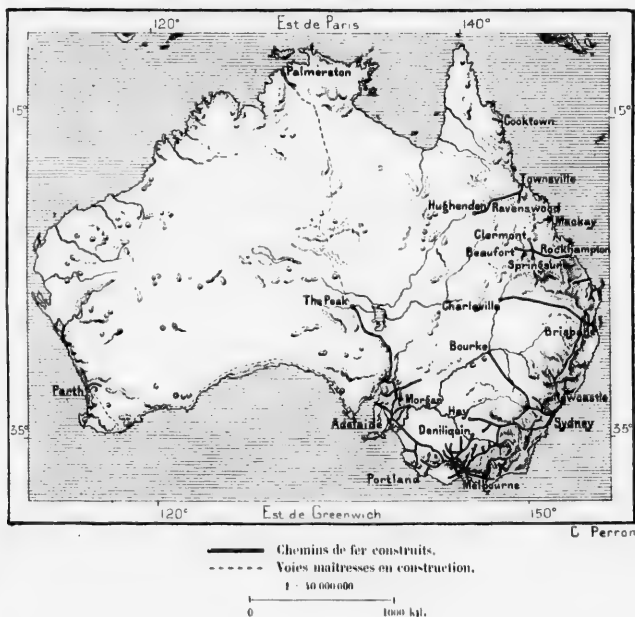 120° Est de Paris 140°
Palmerston
15° 15°
Cooktown
Townsville
Hughenden Ravenswood
Mackay
Clermont
Beaufort Rockhampton
Springsure
The Peak Charleville
Brisbane
Bourke
Perth Morgan Newcastle
Hay
35° Adelaide Sydney 35°
Deniliquin
Portland
Melbourne
120° Est de Greenwich 150°
C Perron
Chemins de fer construits.
Voies maîtresses en construction.
1 : 40 000 000
0 1000 kil.